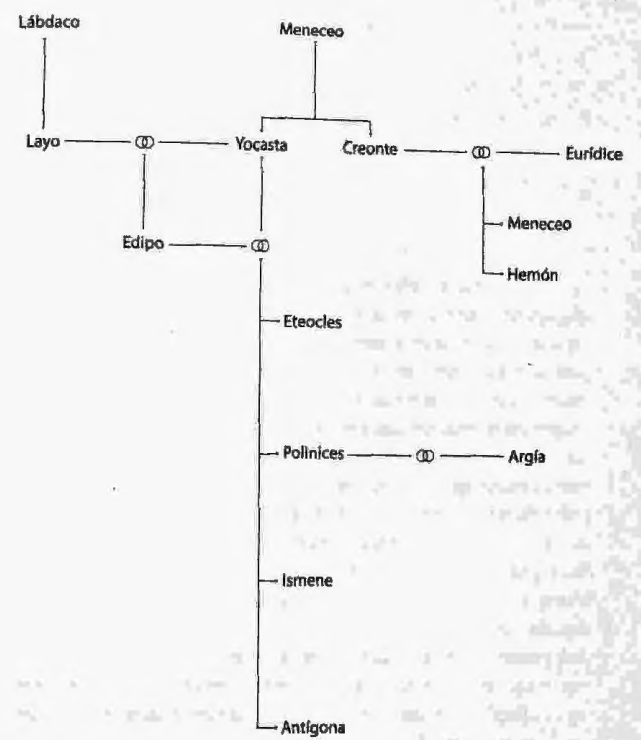 Lábdaco
Meneceo
Layo
Yocasta
Creonte
Eurídice
Meneceo
Edipo
Hemón
Eteocles
Polinices
Argía
Ismene
Antígona